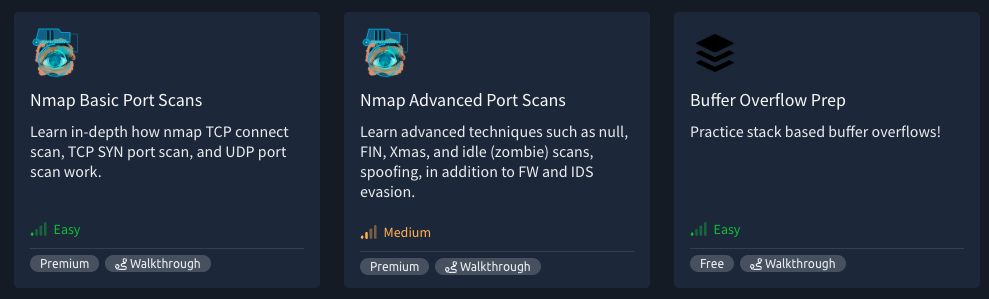 Nmap Basic Port Scans
Learn in-depth how nmap TCP connect
scan, TCP SYN port scan, and UDP port
scan work.
Easy
Premium
Walkthrough
Nmap Advanced Port Scans
Learn advanced techniques such as null,
FIN, Xmas, and idle (zombie) scans,
spoofing, in addition to FW and IDS
evasion.
Medium
Premium
Walkthrough
Buffer Overflow Prep
Practice stack based buffer overflows!
Easy
Free
Walkthrough